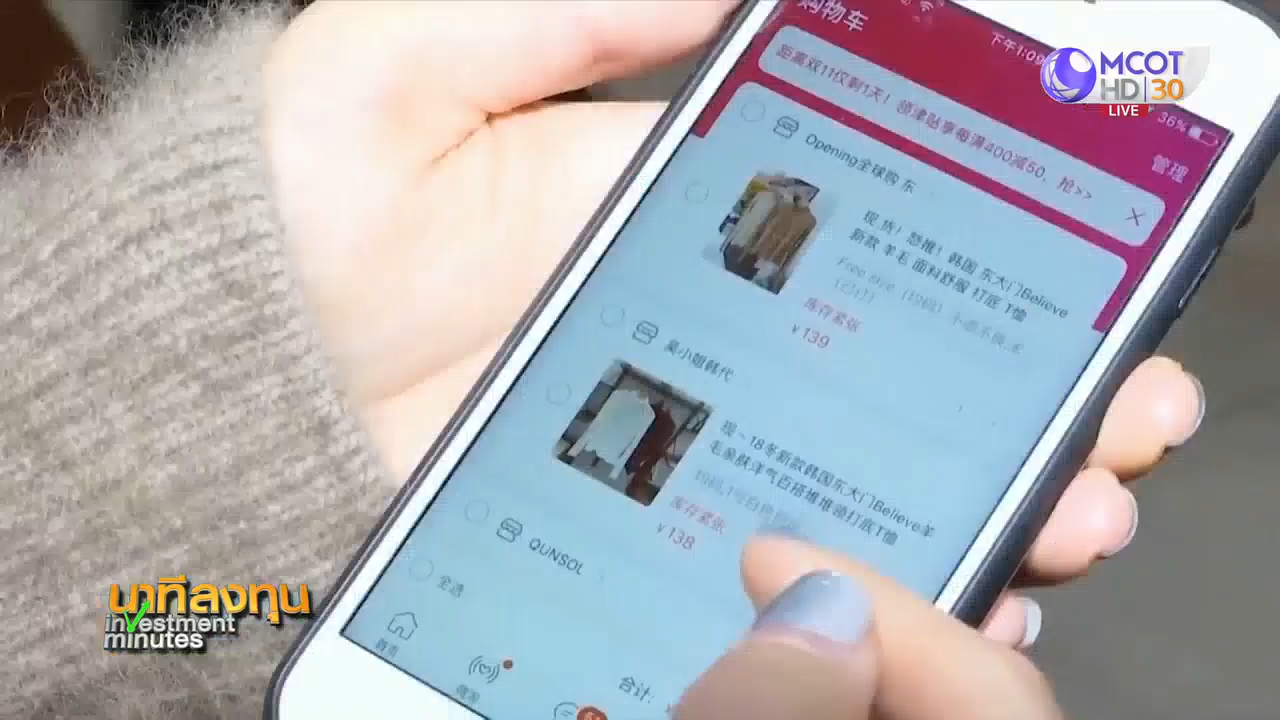 购物车
下午1:09
36%
MCOT
HD 30
LIVE
距离双11仅剩1天！领津贴享每满400减50，抢>>
管理
Opening全球购 东
现 货！怒推！韩国 东大门Believe
新款 羊毛 面料舒服 打底 T恤
库存紧张
¥139
吴小姐韩代
现～18冬新款韩国东大门Believe羊
毛亲肤洋气百搭堆堆领打底T恤
库存紧张
¥138
QUNSOL
全选
首页
合计:
นาทีลงทุน
investment
minutes